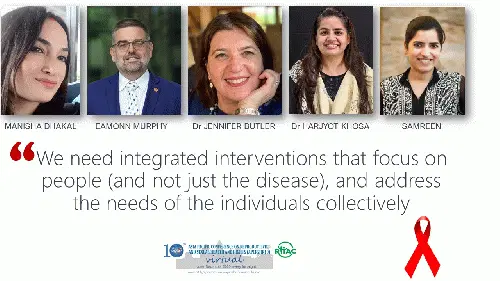 MANISHA DHAKAL
EAMONN MURPHY
Dr JENNIFER BUTLER
Dr HARJYOT KHOSA
SAMREEN
“We need integrated interventions that focus on
people (and not just the disease), and address
the needs of the individuals collectively
10
virtual